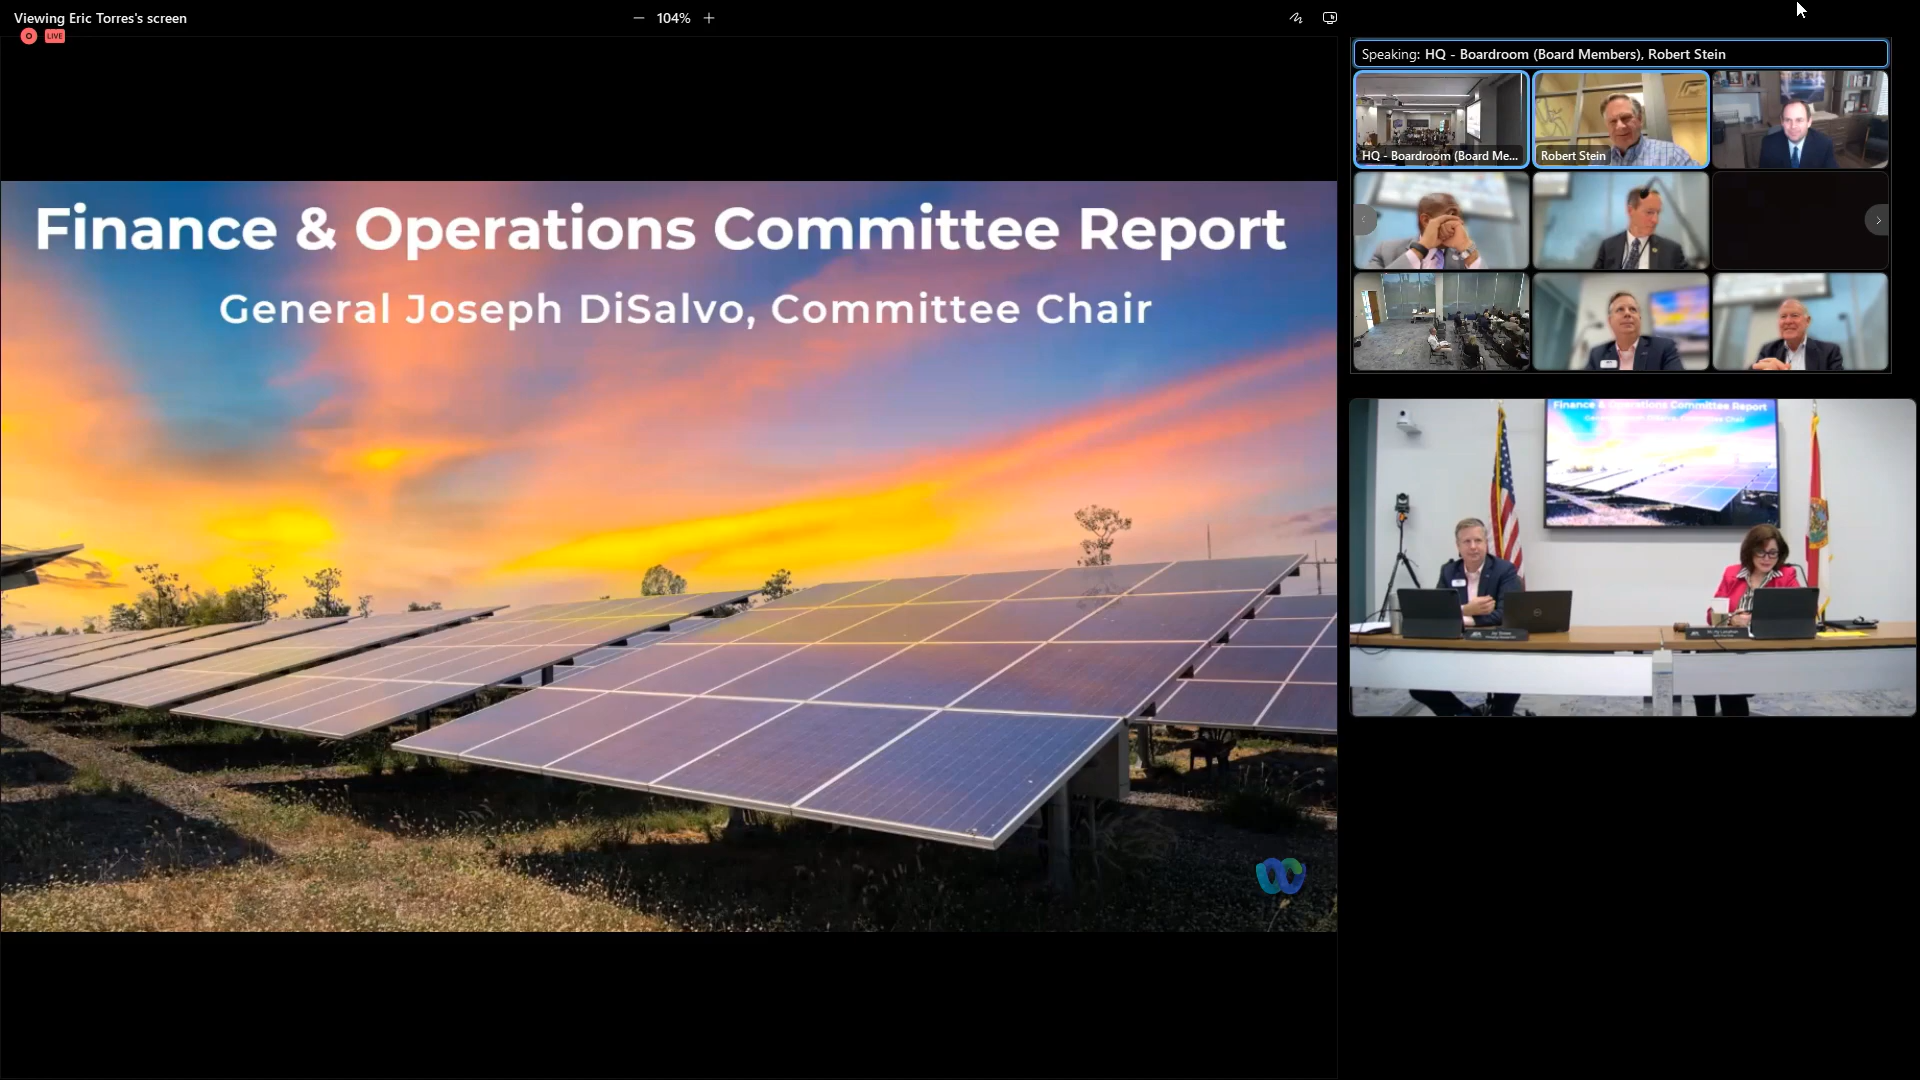 Viewing Eric Torres's screen
104%
LIVE
Finance & Operations Committee Report
General Joseph DiSalvo, Committee Chair
Speaking: HQ - Boardroom (Board Members), Robert Stein
HQ - Boardroom (Board Me...
Robert Stein
Finance & Operations Committee Report